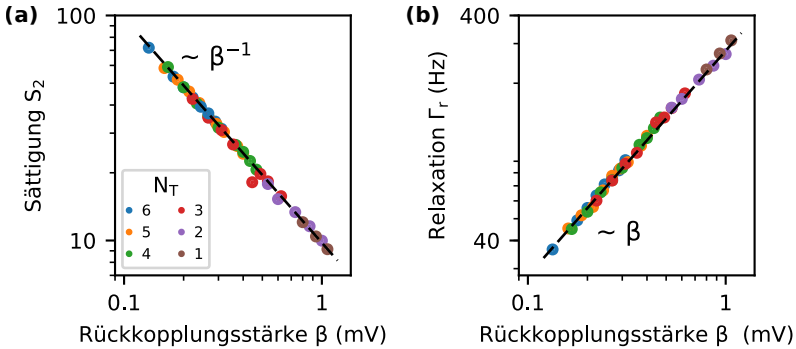 (a)
Sättigung S₂
100
10
~ β⁻¹
N_T
6 3
5 2
4 1
0.1 1
Rückkopplungsstärke β (mV)
(b)
Relaxation Γᵣ (Hz)
400
40
~ β
0.1 1
Rückkopplungsstärke β (mV)